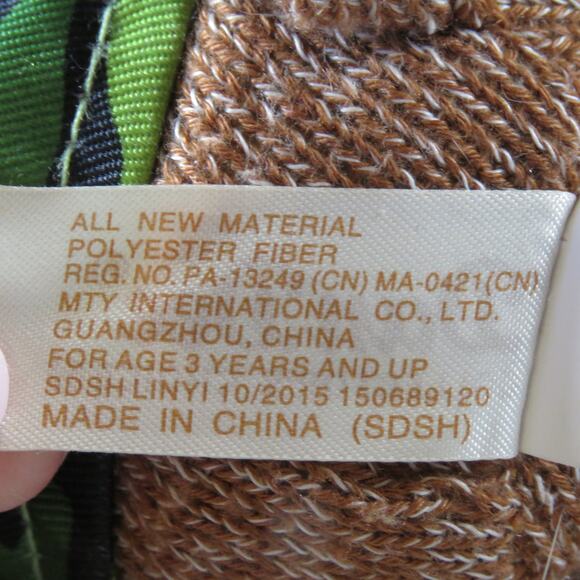 ALL NEW MATERIAL
POLYESTER FIBER
REG. NO. PA-13249 (CN) MA-0421(CN)
MTY INTERNATIONAL CO., LTD.
GUANGZHOU, CHINA
FOR AGE 3 YEARS AND UP
SDSH LINYI 10/2015 150689120
MADE IN CHINA (SDSH)